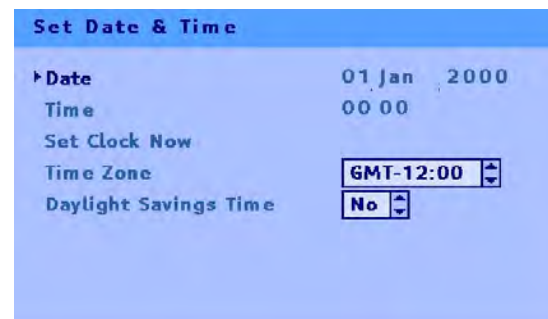 Set Date & Time
Date 01 Jan , 2000
Time 00 00
Set Clock Now
Time Zone GMT-12:00
Daylight Savings Time No